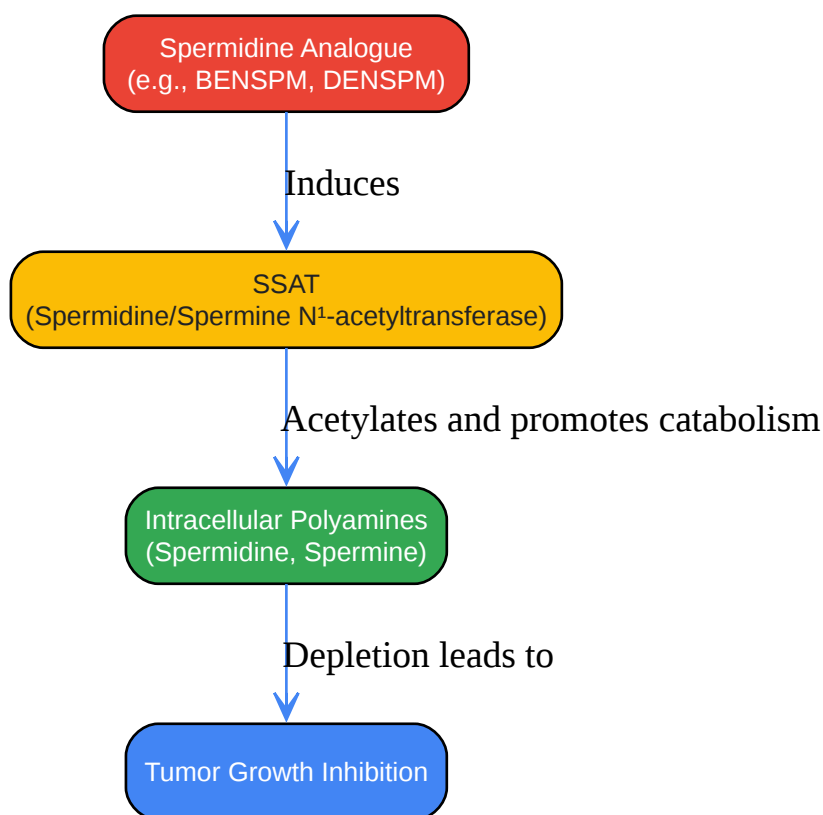 Spermidine Analogue
(e.g., BENSPM, DENSPM)
Induces
SSAT
(Spermidine/Spermine N¹-acetyltransferase)
Acetylates and promotes catabolism
Intracellular Polyamines
(Spermidine, Spermine)
Depletion leads to
Tumor Growth Inhibition